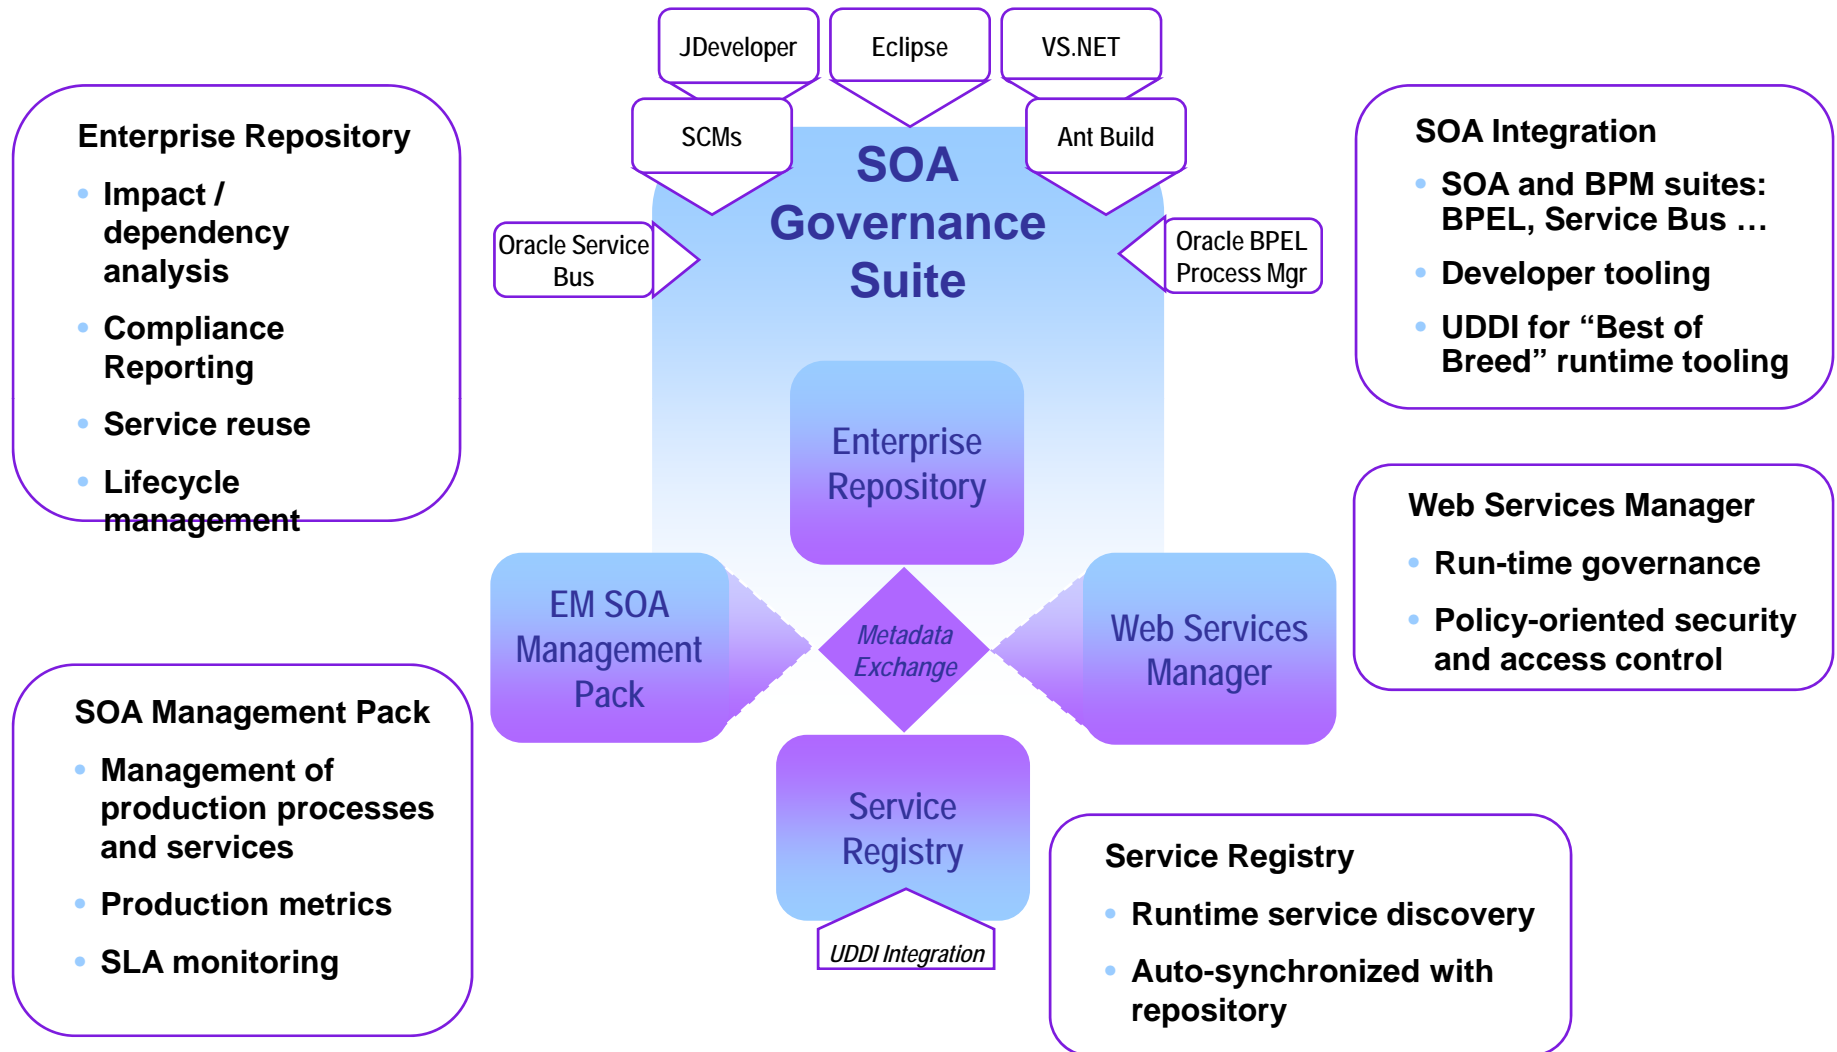 JDeveloper
Eclipse
VS.NET
SCMs
Ant Build
SOA
Governance
Suite
Oracle Service
Bus
Oracle BPEL
Process Mgr
Enterprise Repository
• Impact /
dependency
analysis
• Compliance
Reporting
• Service reuse
• Lifecycle
management
SOA Integration
• SOA and BPM suites:
BPEL, Service Bus …
• Developer tooling
• UDDI for “Best of
Breed” runtime tooling
Enterprise
Repository
EM SOA
Management
Pack
Metadata
Exchange
Web Services
Manager
Web Services Manager
• Run-time governance
• Policy-oriented security
and access control
SOA Management Pack
• Management of
production processes
and services
• Production metrics
• SLA monitoring
Service
Registry
UDDI Integration
Service Registry
• Runtime service discovery
• Auto-synchronized with
repository